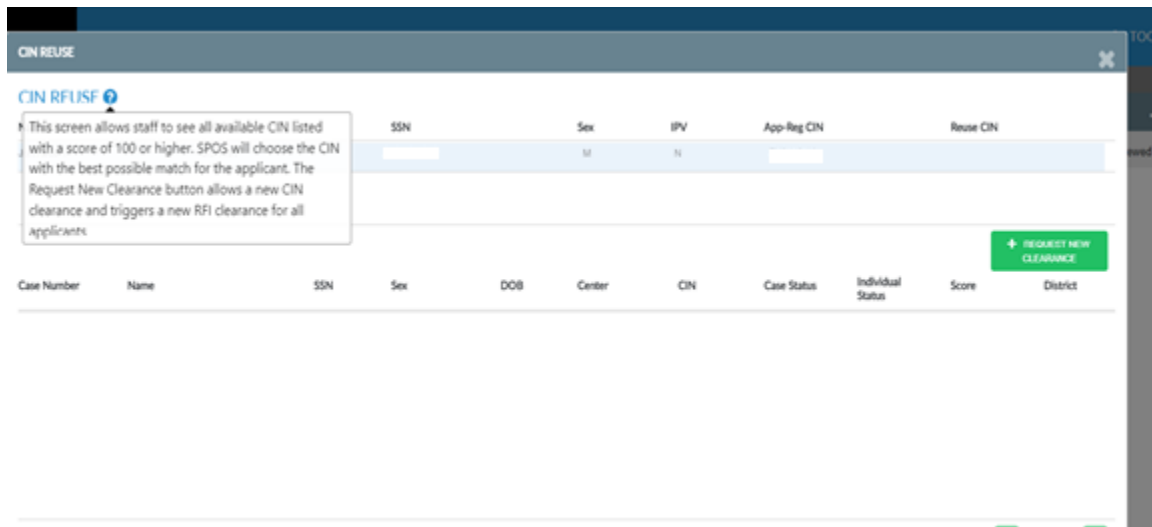 TOO
CIN REUSE
CIN REUSE ?
This screen allows staff to see all available CIN listed
with a score of 100 or higher. SPOS will choose the CIN
with the best possible match for the applicant. The
Request New Clearance button allows a new CIN
clearance and triggers a new RFI clearance for all
applicants
SSN Sex IPV App-Reg CIN Reuse CIN
M N
ewed
+ REQUEST NEW
CLEARANCE
Case Number Name SSN Sex DOB Center CIN Case Status Individual Status Score District